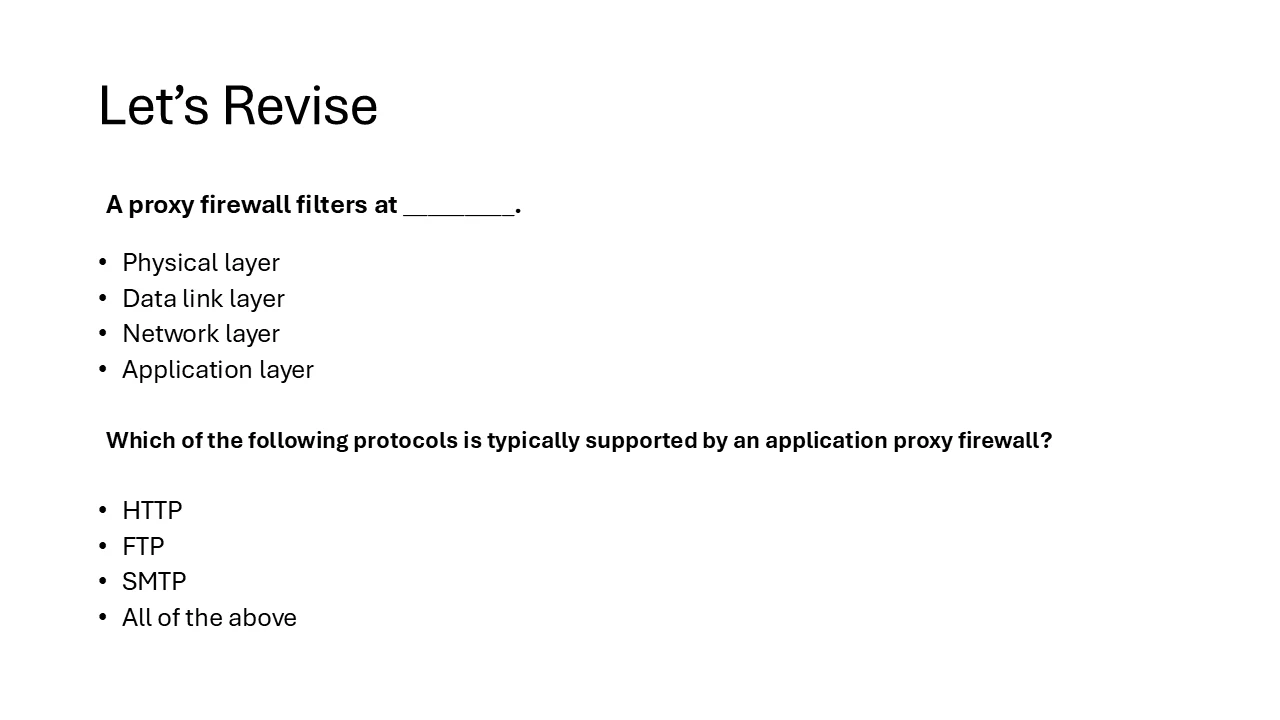 Let’s Revise
A proxy firewall filters at _________.
• Physical layer
• Data link layer
• Network layer
• Application layer
Which of the following protocols is typically supported by an application proxy firewall?
• HTTP
• FTP
• SMTP
• All of the above